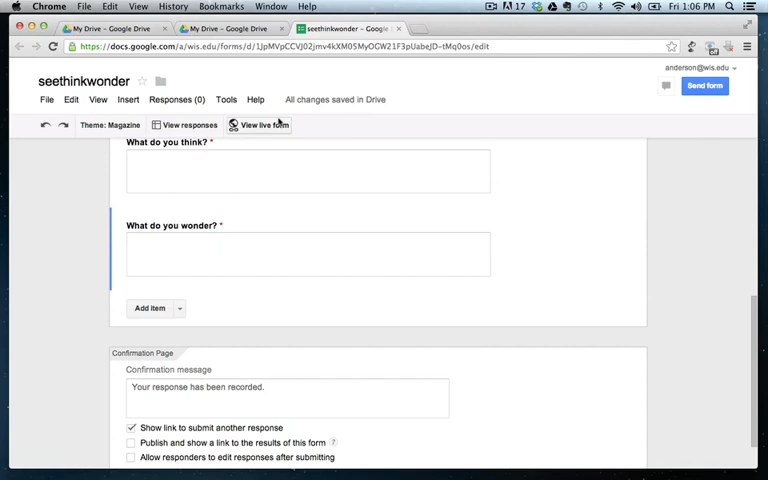 Chrome File Edit View History Bookmarks Window Help 17 Fri 1:06 PM
My Drive – Google Drive × My Drive – Google Drive × seethinkwonder – Google ×
https://docs.google.com/a/wis.edu/forms/d/1JpMVpCCVJ02jmv4kXM05MyOGW21F3pUabeJD-tMq0os/edit
anderson@wis.edu
seethinkwonder
Send form
File Edit View Insert Responses (0) Tools Help All changes saved in Drive
Theme: Magazine View responses View live form
What do you think? *
What do you wonder? *
Add item
Confirmation Page
Confirmation message
Your response has been recorded.
Show link to submit another response
Publish and show a link to the results of this form ?
Allow responders to edit responses after submitting